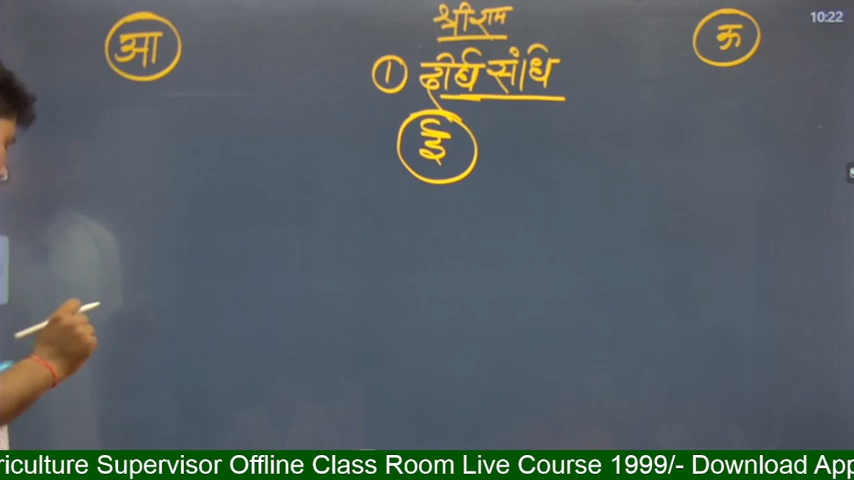 श्रीराम
10:22
आ
① दीर्घ संधि
ऊ
ई
riculture Supervisor Offline Class Room Live Course 1999/- Download App